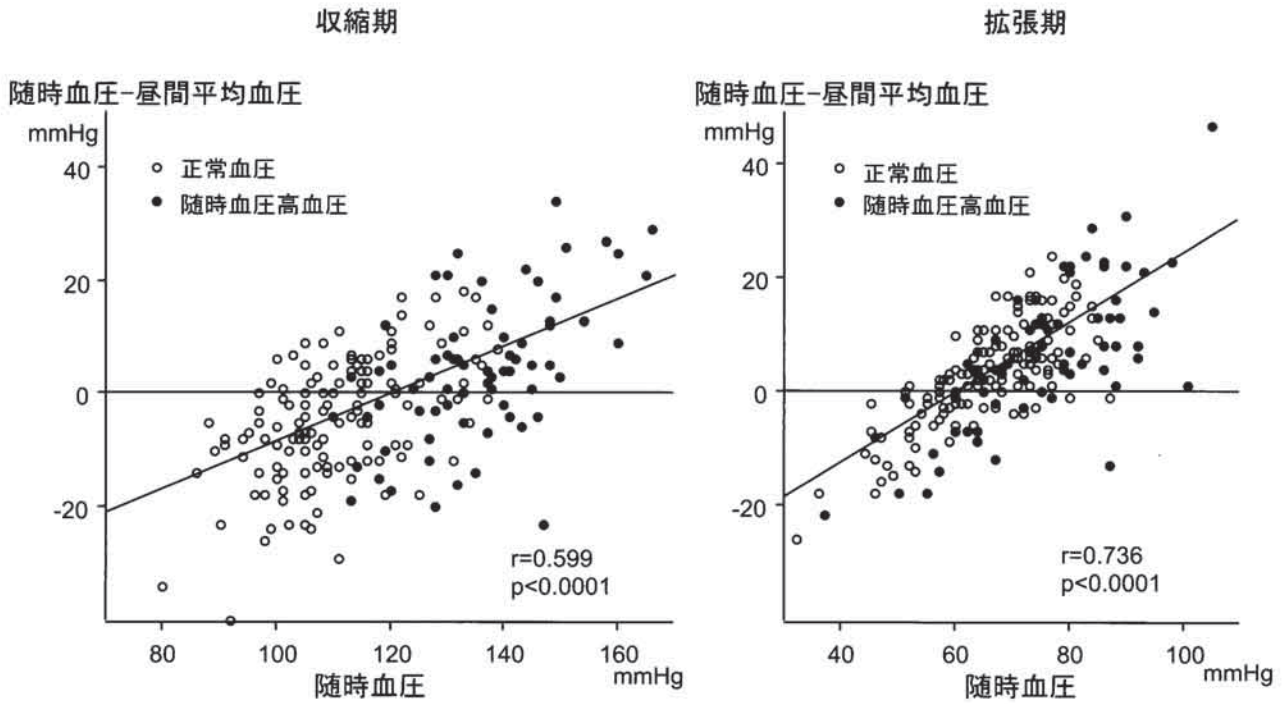 収縮期
随時血圧-昼間平均血圧
mmHg
40
20
0
-20
○ 正常血圧
● 随時血圧高血圧
r=0.599
p<0.0001
80 100 120 140 160
mmHg
随時血圧
拡張期
随時血圧-昼間平均血圧
mmHg
40
20
0
-20
○ 正常血圧
● 随時血圧高血圧
r=0.736
p<0.0001
40 60 80 100
mmHg
随時血圧